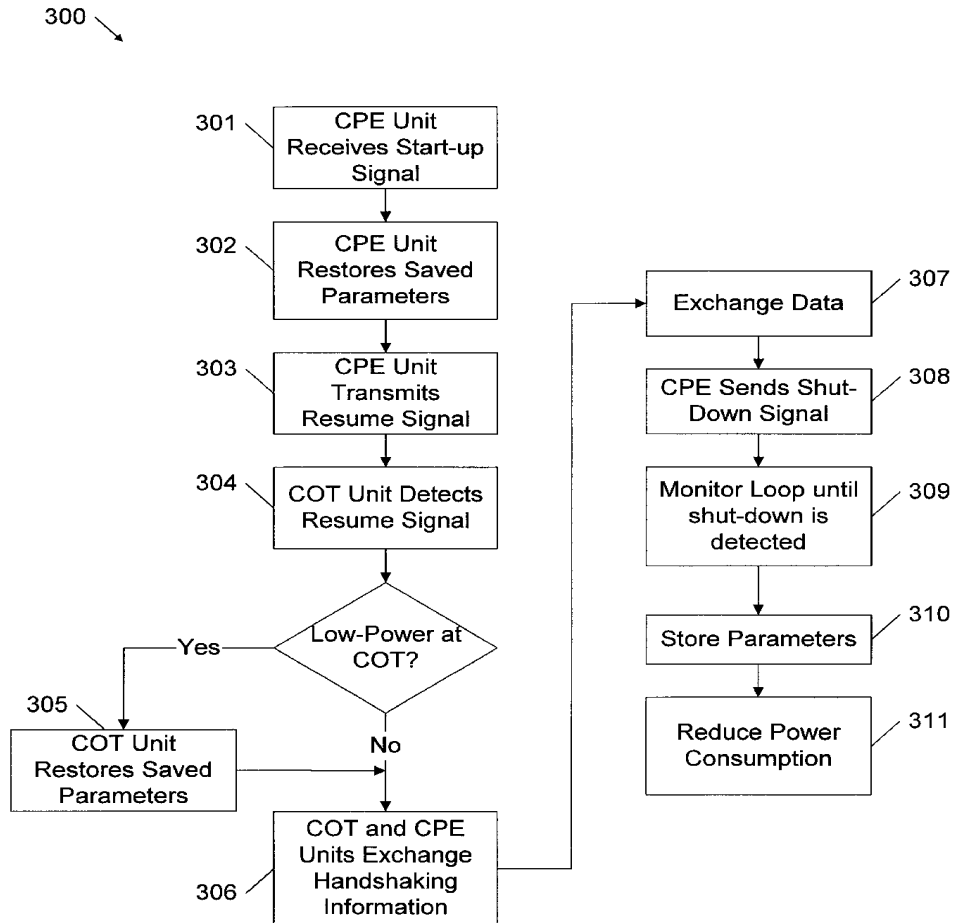 300
301
CPE Unit
Receives Start-up
Signal
302
CPE Unit
Restores Saved
Parameters
303
CPE Unit
Transmits
Resume Signal
304
COT Unit Detects
Resume Signal
Low-Power at
COT?
Yes
No
305
COT Unit
Restores Saved
Parameters
306
COT and CPE
Units Exchange
Handshaking
Information
Exchange Data
307
CPE Sends Shut-
Down Signal
308
Monitor Loop until
shut-down is
detected
309
Store Parameters
310
Reduce Power
Consumption
311